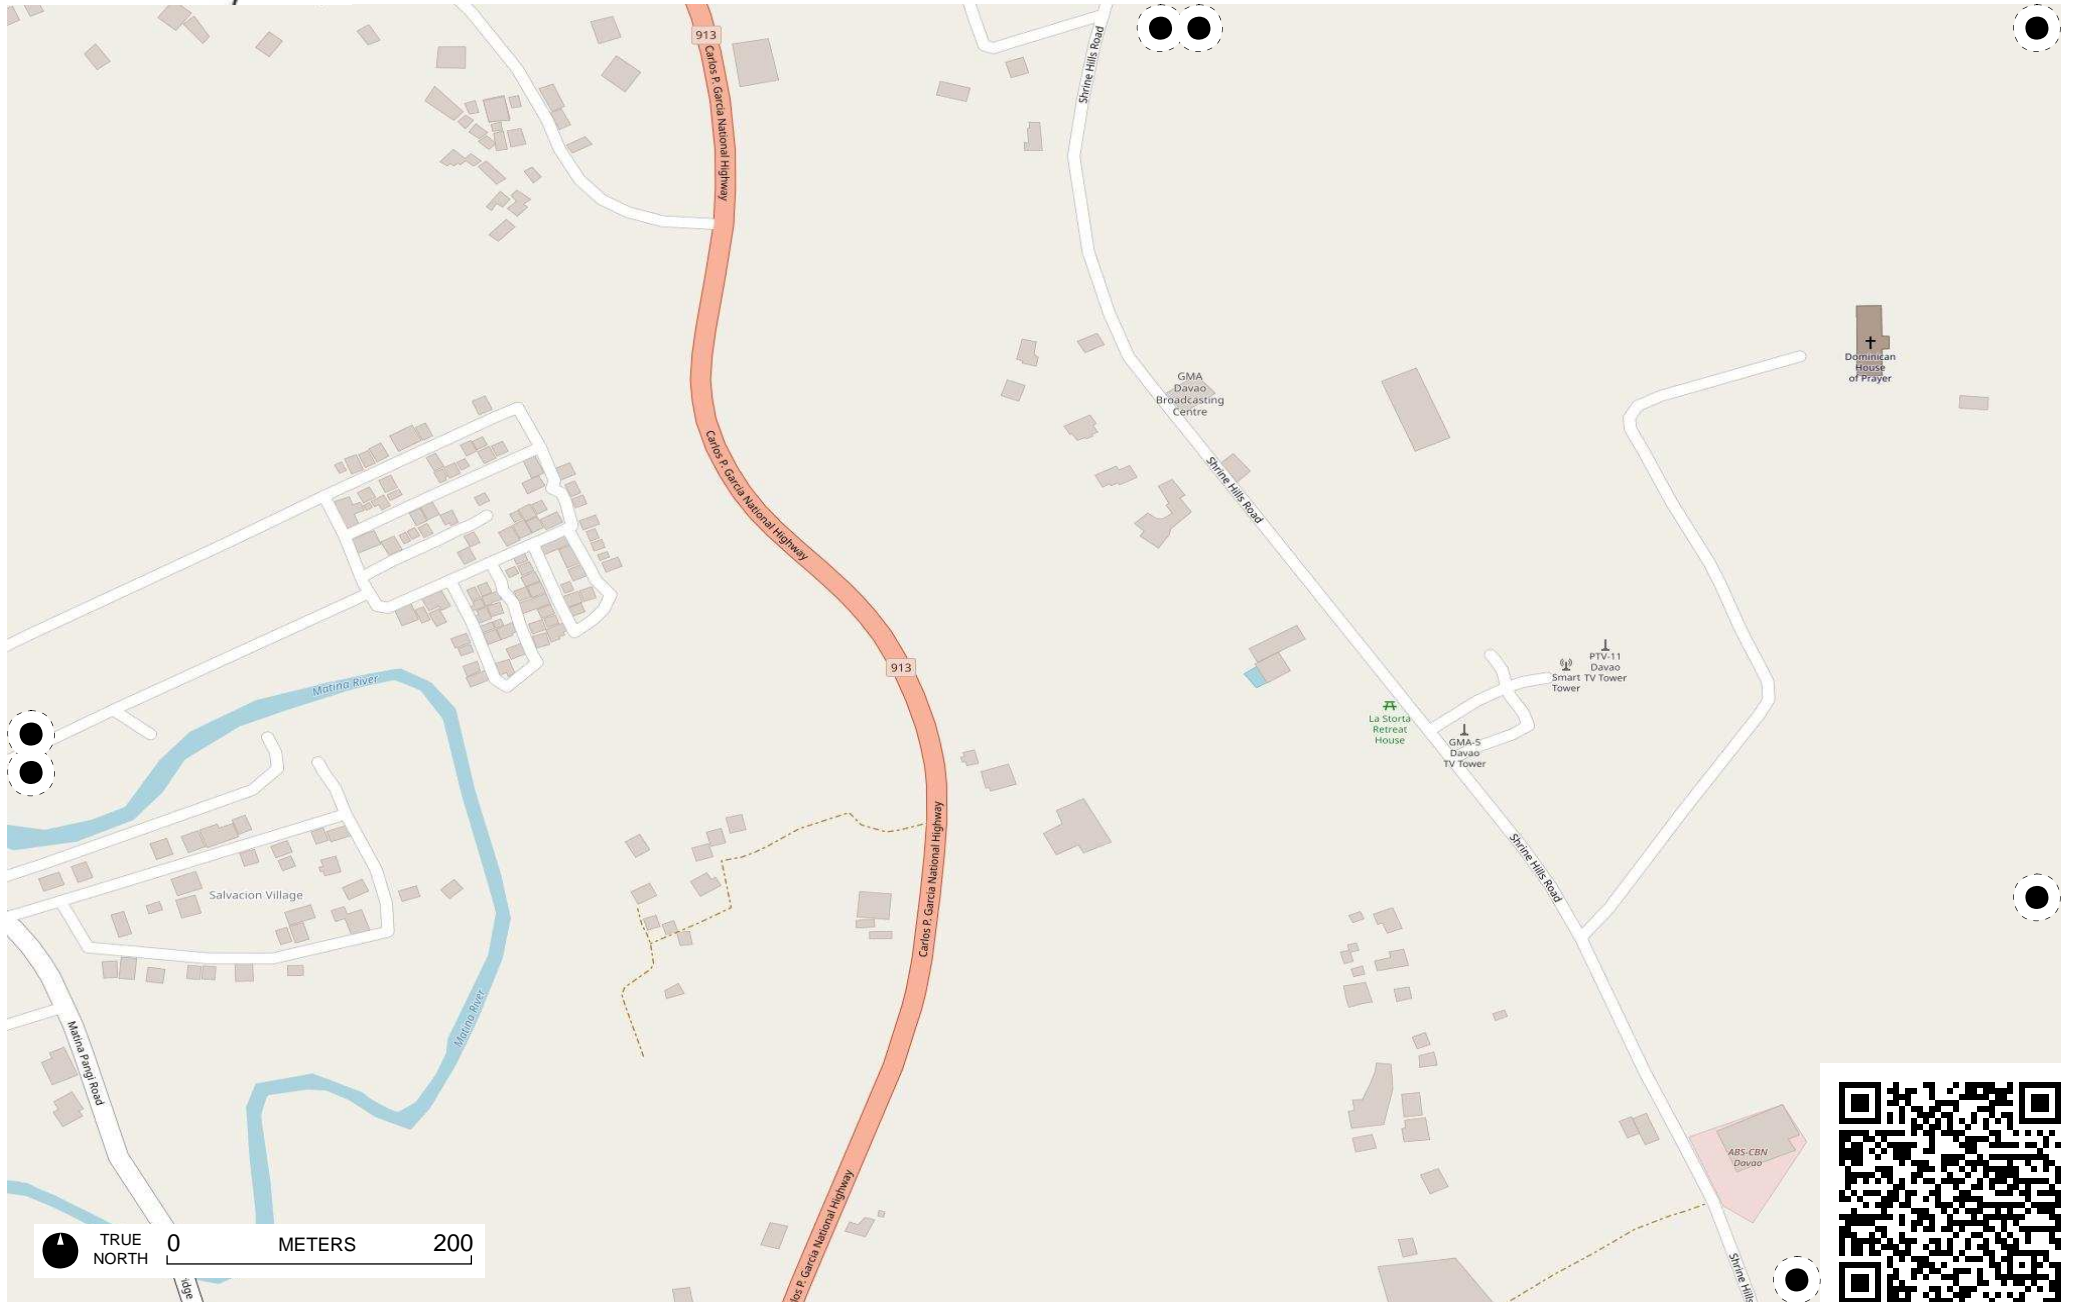 913
Carlos P. Garcia National Highway
Shrine Hills Road
GMA
Davao
Broadcasting
Centre
Dominican
House
of Prayer
Carlos P. Garcia National Highway
Shrine Hills Road
913
PTV-11
Davao
TV Tower
Smart
Tower
Matina River
La Storta
Retreat
House
GMA-5
Davao
TV Tower
Shrine Hills Road
Carlos P. Garcia National Highway
Salvacion Village
Matina River
Matina Pangi Road
ABS-CBN
Davao
Carlos P. Garcia National Highway
Shrine Hills
TRUE
NORTH
0 METERS 200